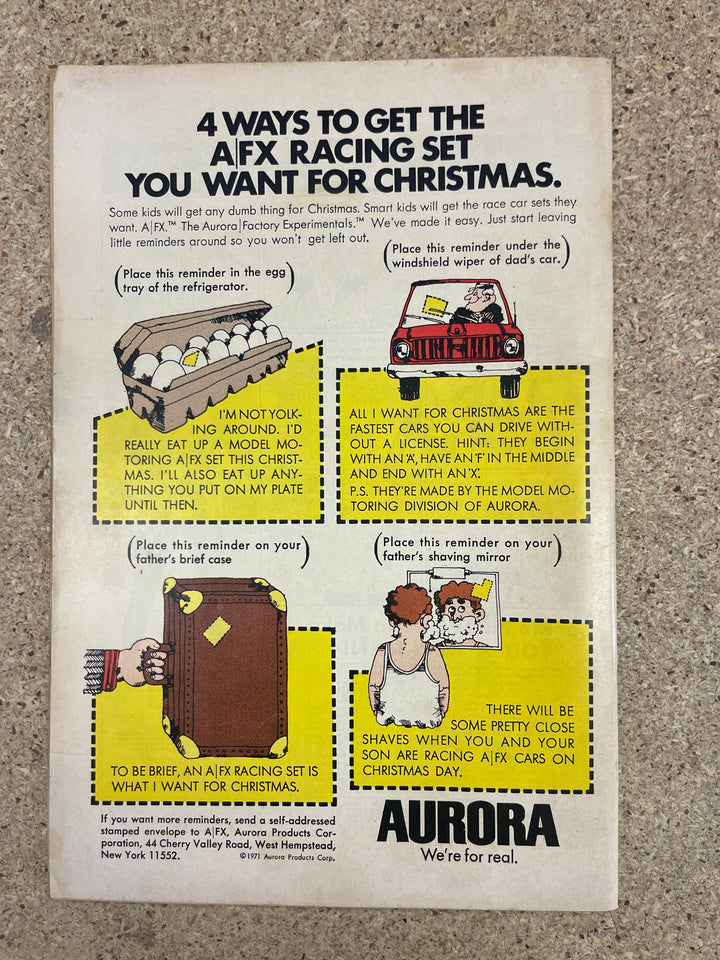 4 WAYS TO GET THE
A|FX RACING SET
YOU WANT FOR CHRISTMAS.
Some kids will get any dumb thing for Christmas. Smart kids will get the race car sets they
want. A|FX.™ The Aurora|Factory Experimentals.™ We've made it easy. Just start leaving
little reminders around so you won't get left out.
(Place this reminder in the egg
tray of the refrigerator.)
(Place this reminder under the
windshield wiper of dad's car.)
I'M NOT YOLK-
ING AROUND. I'D
REALLY EAT UP A MODEL MO-
TORING A|FX SET THIS CHRIST-
MAS. I'LL ALSO EAT UP ANY-
THING YOU PUT ON MY PLATE
UNTIL THEN.
ALL I WANT FOR CHRISTMAS ARE THE
FASTEST CARS YOU CAN DRIVE WITH-
OUT A LICENSE. HINT: THEY BEGIN
WITH AN 'A', HAVE AN 'F' IN THE MIDDLE
AND END WITH AN 'X'.
P.S. THEY'RE MADE BY THE MODEL MO-
TORING DIVISION OF AURORA.
(Place this reminder on your
father's brief case)
(Place this reminder on your
father's shaving mirror)
TO BE BRIEF, AN A|FX RACING SET IS
WHAT I WANT FOR CHRISTMAS.
THERE WILL BE
SOME PRETTY CLOSE
SHAVES WHEN YOU AND YOUR
SON ARE RACING A|FX CARS ON
CHRISTMAS DAY.
If you want more reminders, send a self-addressed
stamped envelope to A|FX, Aurora Products Cor-
poration, 44 Cherry Valley Road, West Hempstead,
New York 11552. ©1971 Aurora Products Corp.
AURORA
We're for real.